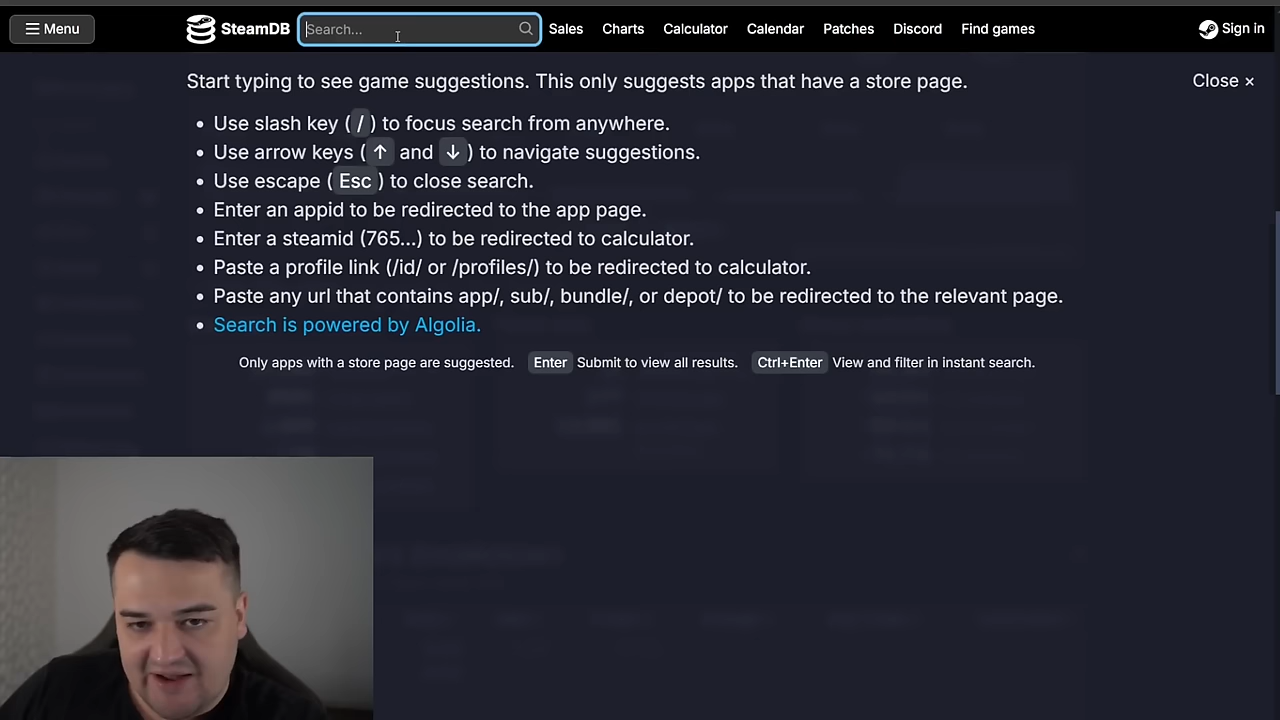 Menu
SteamDB
Search...
Sales
Charts
Calculator
Calendar
Patches
Discord
Find games
Sign in
Start typing to see game suggestions. This only suggests apps that have a store page.
Close ×
• Use slash key ( / ) to focus search from anywhere.
• Use arrow keys ( ↑ and ↓ ) to navigate suggestions.
• Use escape ( Esc ) to close search.
• Enter an appid to be redirected to the app page.
• Enter a steamid (765...) to be redirected to calculator.
• Paste a profile link (/id/ or /profiles/) to be redirected to calculator.
• Paste any url that contains app/, sub/, bundle/, or depot/ to be redirected to the relevant page.
• Search is powered by Algolia.
Only apps with a store page are suggested. Enter Submit to view all results. Ctrl+Enter View and filter in instant search.